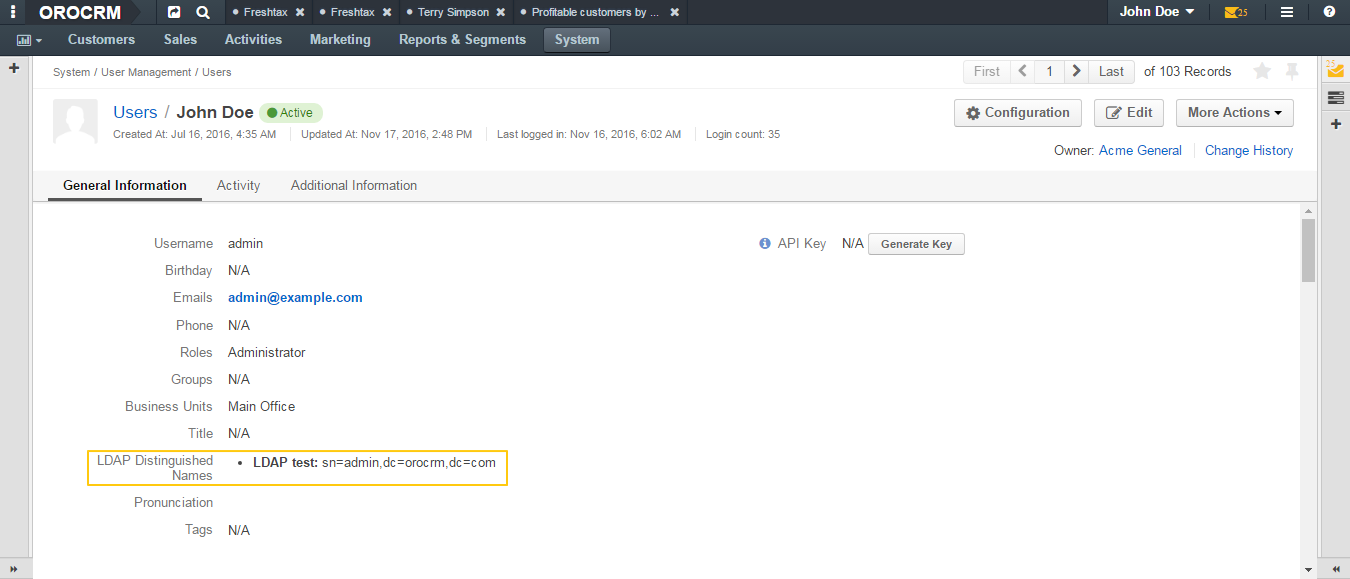 OROCRM
• Freshtax ✖ • Freshtax ✖ • Terry Simpson ✖ • Profitable customers by ... ✖
John Doe 25
Customers Sales Activities Marketing Reports & Segments System
System / User Management / Users
First 1 Last of 103 Records
25
Users / John Doe Active
Configuration Edit More Actions
Created At: Jul 16, 2016, 4:35 AM Updated At: Nov 17, 2016, 2:48 PM Last logged in: Nov 16, 2016, 6:02 AM Login count: 35
Owner: Acme General Change History
General Information Activity Additional Information
Username admin
API Key N/A Generate Key
Birthday N/A
Emails admin@example.com
Phone N/A
Roles Administrator
Groups N/A
Business Units Main Office
Title N/A
LDAP Distinguished
Names
• LDAP test: sn=admin,dc=orocrm,dc=com
Pronunciation
Tags N/A